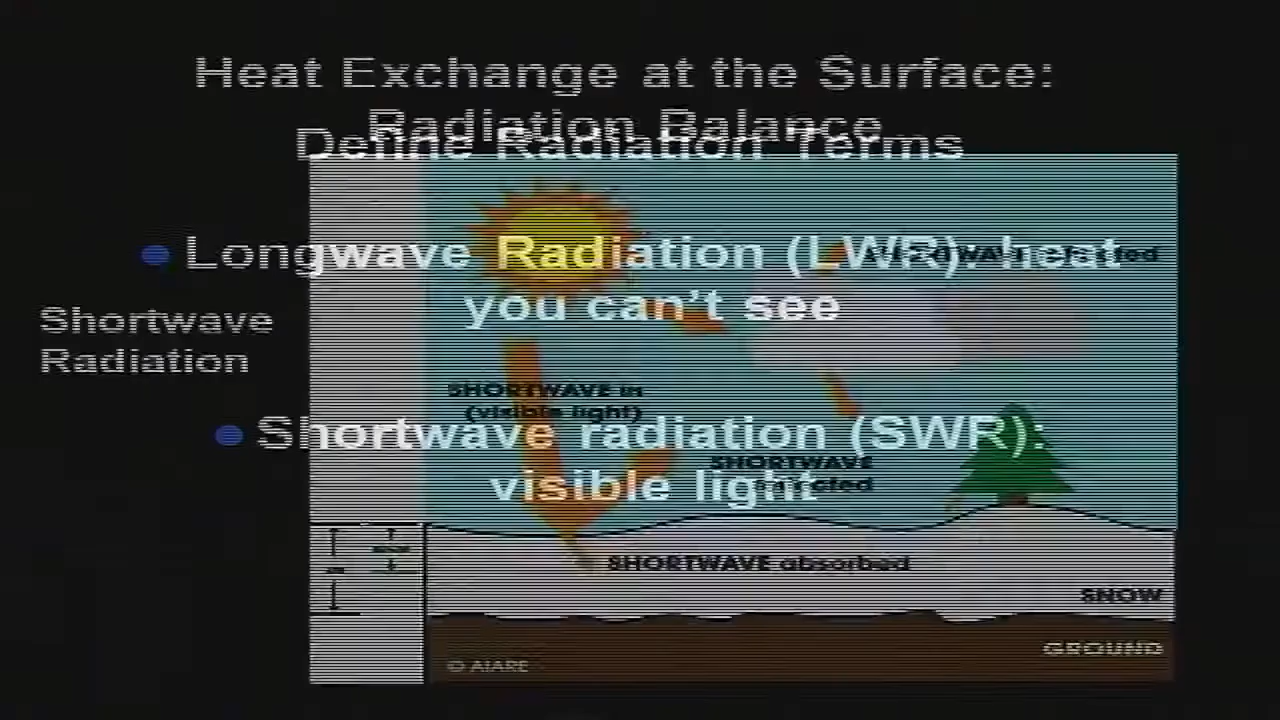 Heat Exchange at the Surface:
Radiation Balance
Define Radiation Terms
Longwave Radiation (LWR): heat
you can't see
Shortwave
Radiation
SHORTWAVE in
(visible light)
Shortwave radiation (SWR):
visible light
SHORTWAVE
SHORTWAVE absorbed
SNOW
GROUND
© AIARE